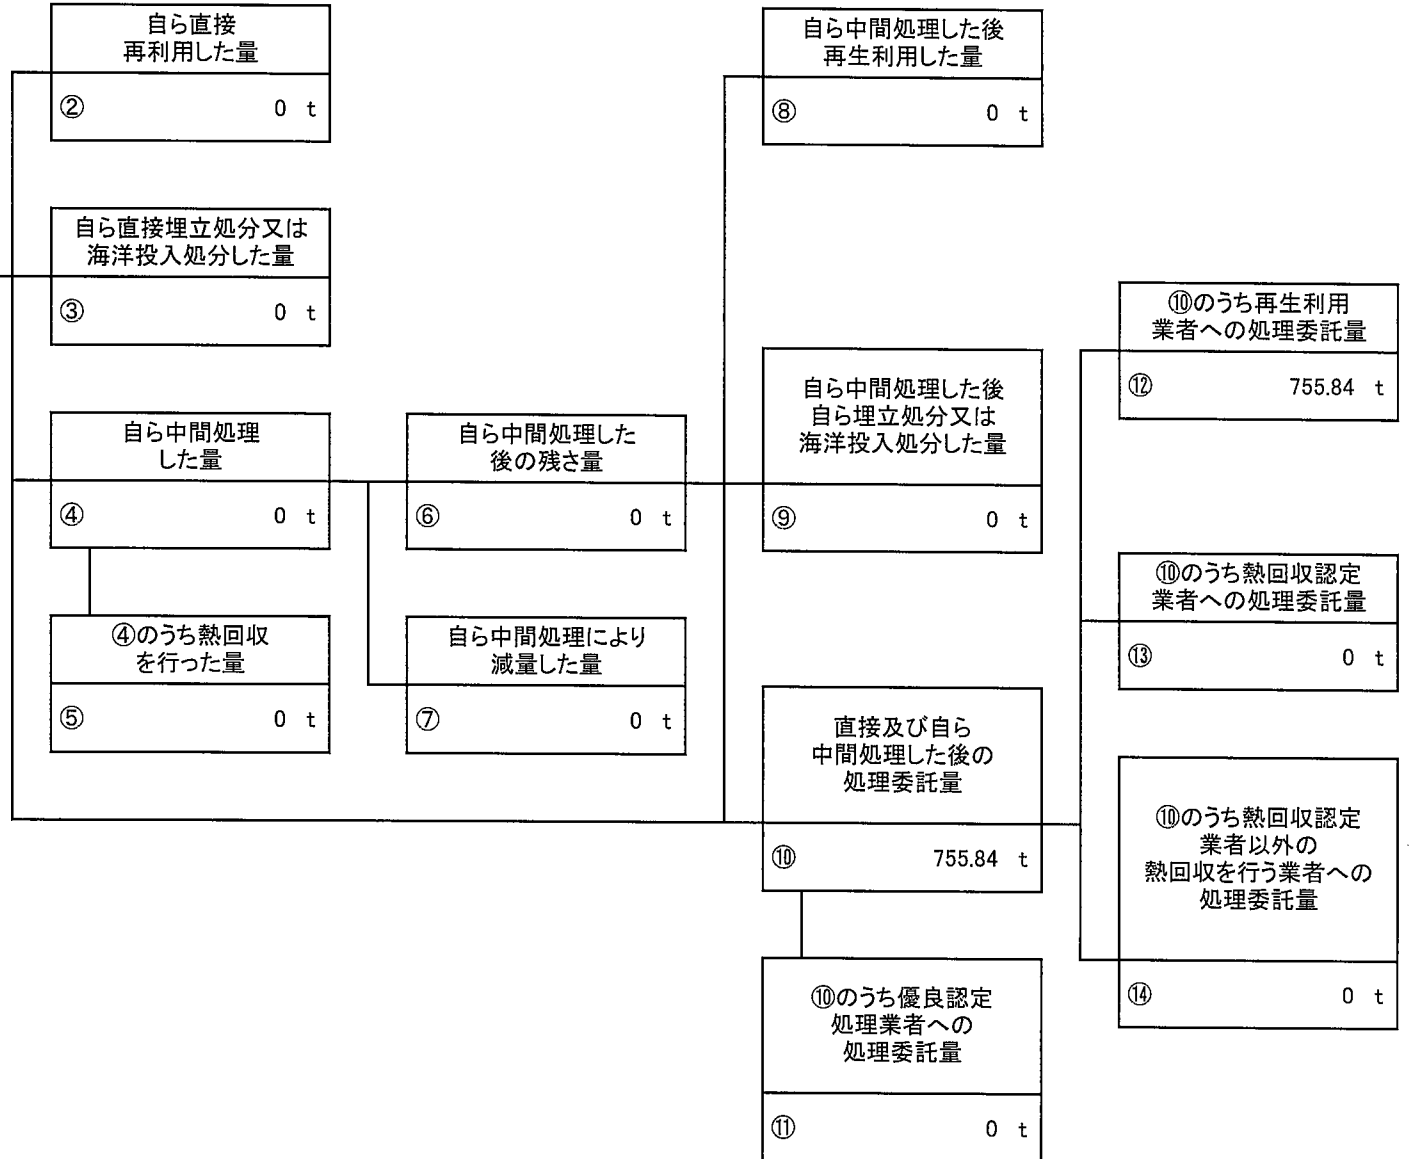 自ら直接
再利用した量
② 0 t
自ら直接埋立処分又は
海洋投入処分した量
③ 0 t
自ら中間処理
した量
④ 0 t
④のうち熱回収
を行った量
⑤ 0 t
自ら中間処理した
後の残さ量
⑥ 0 t
自ら中間処理により
減量した量
⑦ 0 t
自ら中間処理した後
再生利用した量
⑧ 0 t
自ら中間処理した後
自ら埋立処分又は
海洋投入処分した量
⑨ 0 t
直接及び自ら
中間処理した後の
処理委託量
⑩ 755.84 t
⑩のうち優良認定
処理業者への
処理委託量
⑪ 0 t
⑩のうち再生利用
業者への処理委託量
⑫ 755.84 t
⑩のうち熱回収認定
業者への処理委託量
⑬ 0 t
⑩のうち熱回収認定
業者以外の
熱回収を行う業者への
処理委託量
⑭ 0 t